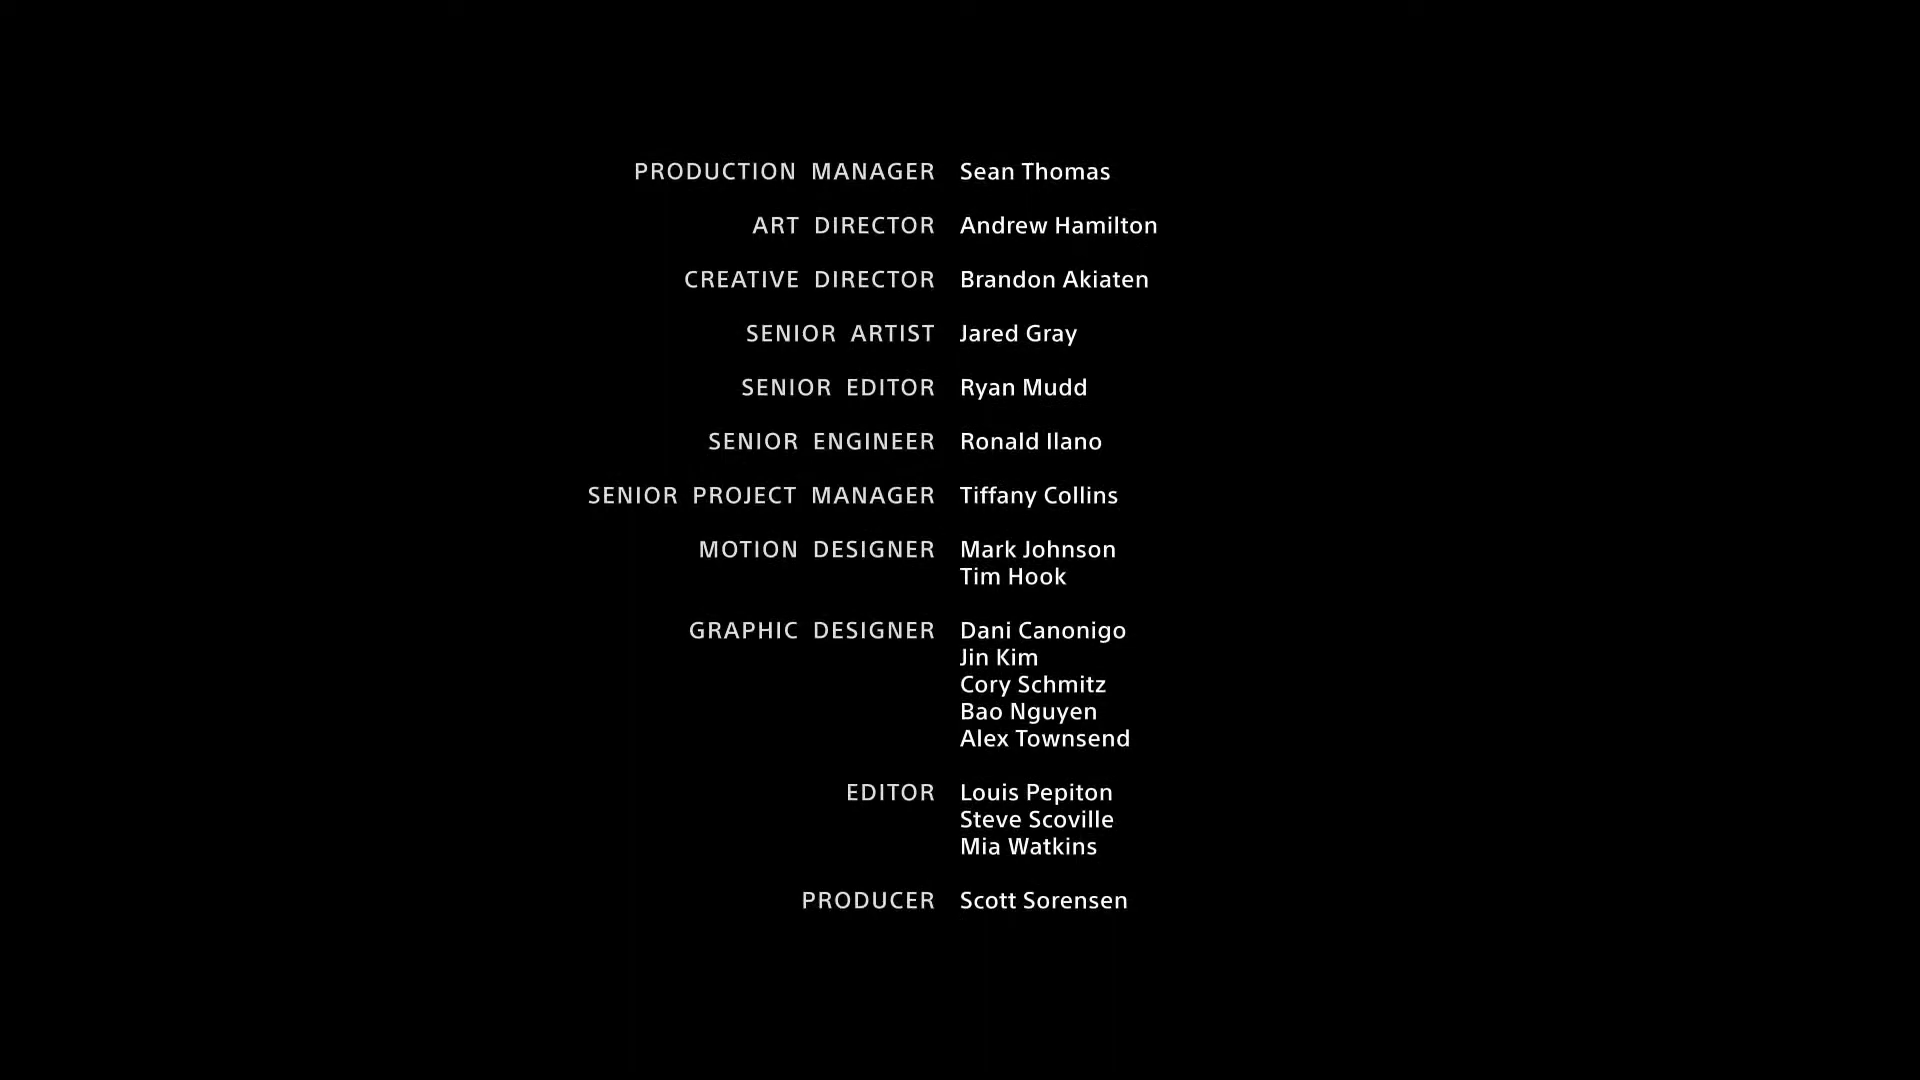 PRODUCTION MANAGER Sean Thomas
ART DIRECTOR Andrew Hamilton
CREATIVE DIRECTOR Brandon Akiaten
SENIOR ARTIST Jared Gray
SENIOR EDITOR Ryan Mudd
SENIOR ENGINEER Ronald Ilano
SENIOR PROJECT MANAGER Tiffany Collins
MOTION DESIGNER Mark Johnson
Tim Hook
GRAPHIC DESIGNER Dani Canonigo
Jin Kim
Cory Schmitz
Bao Nguyen
Alex Townsend
EDITOR Louis Pepiton
Steve Scoville
Mia Watkins
PRODUCER Scott Sorensen